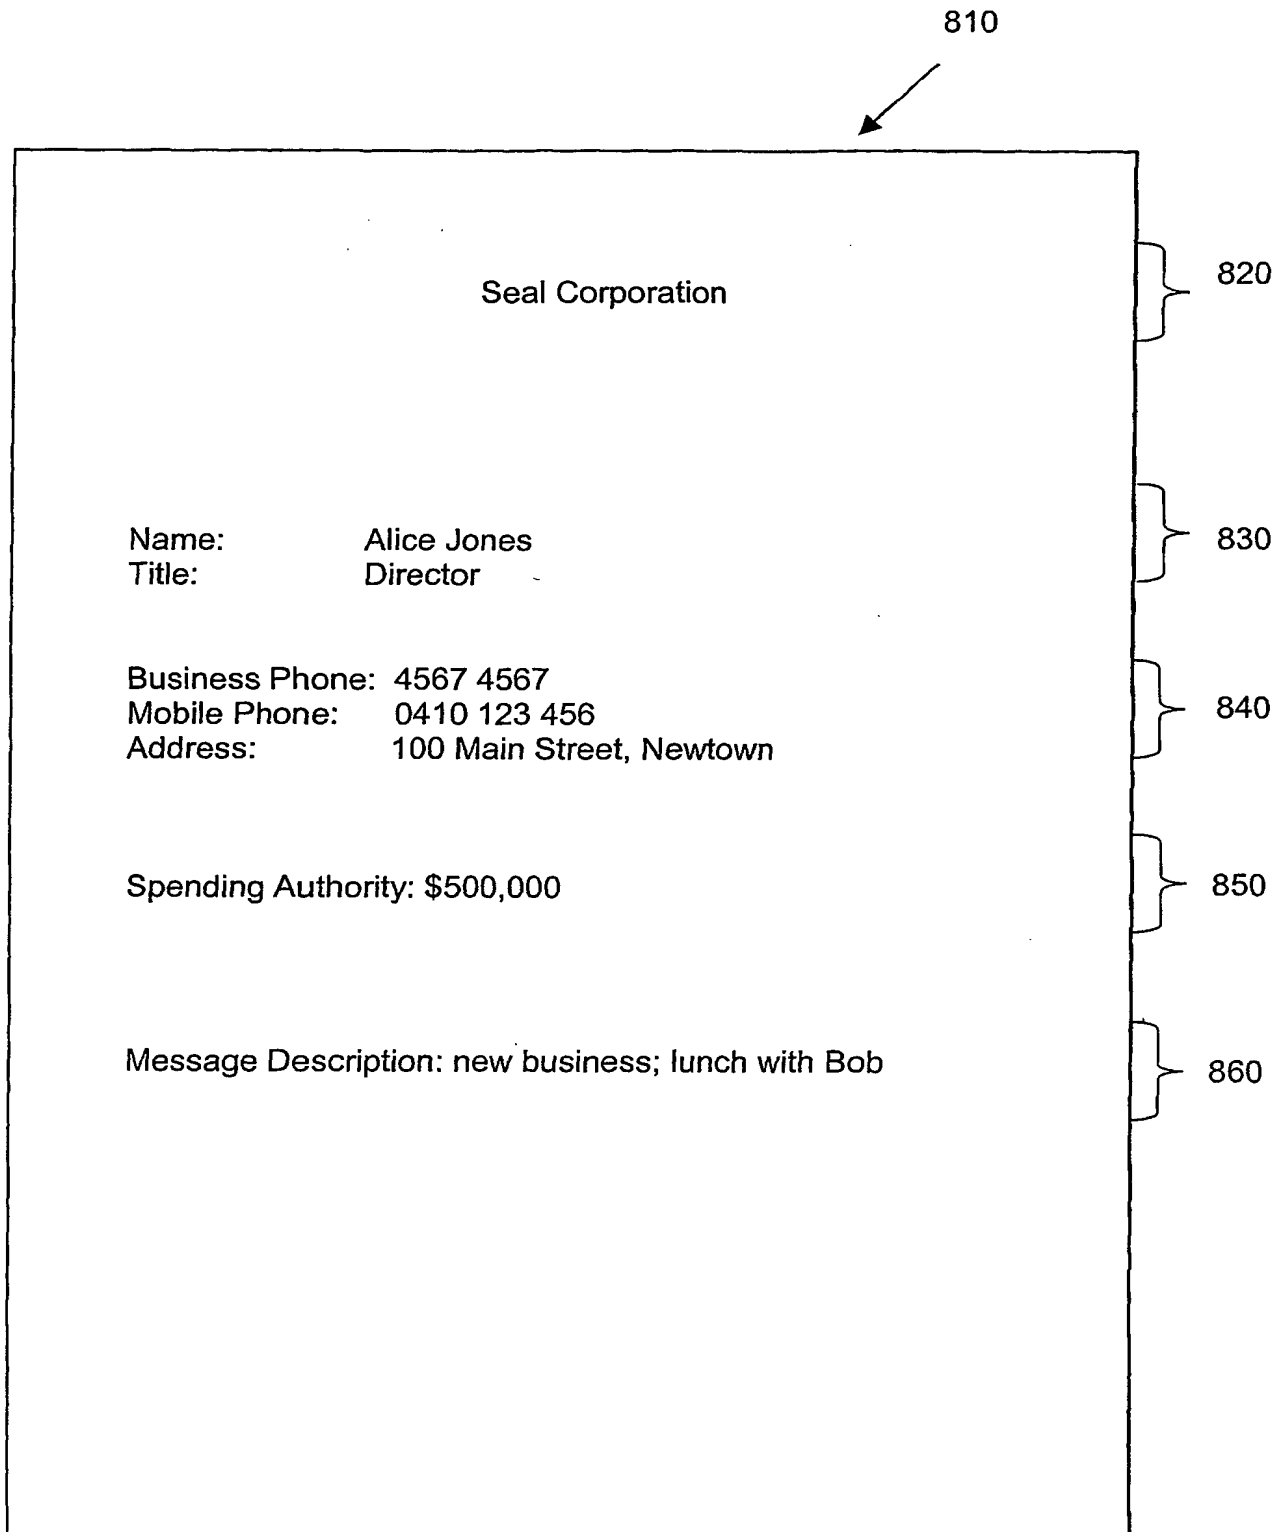 810
Seal Corporation 820
Name: Alice Jones 830
Title: Director
Business Phone: 4567 4567
Mobile Phone: 0410 123 456 840
Address: 100 Main Street, Newtown
Spending Authority: $500,000 850
Message Description: new business; lunch with Bob 860